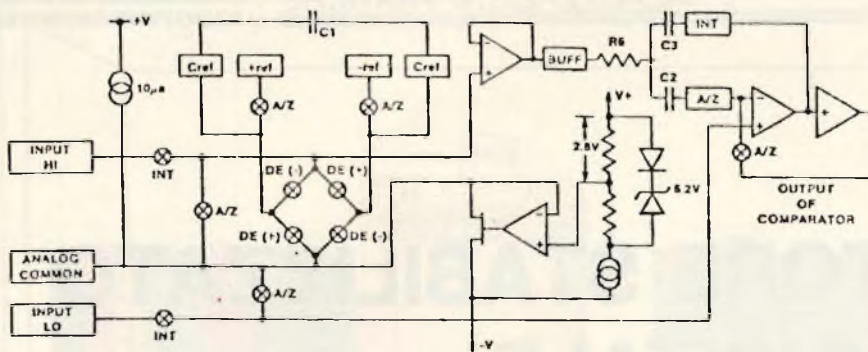 +V
C1
Cref
+ref
-ref
Cref
10µa
A/Z
A/Z
BUFF
R6
C3
INT
C2
A/Z
V+
2.8V
6.2V
A/Z
INPUT HI
INT
DE (-)
DE (+)
A/Z
DE (+)
DE (-)
OUTPUT
OF
COMPARATOR
ANALOG
COMMON
A/Z
INPUT
LO
INT
-V